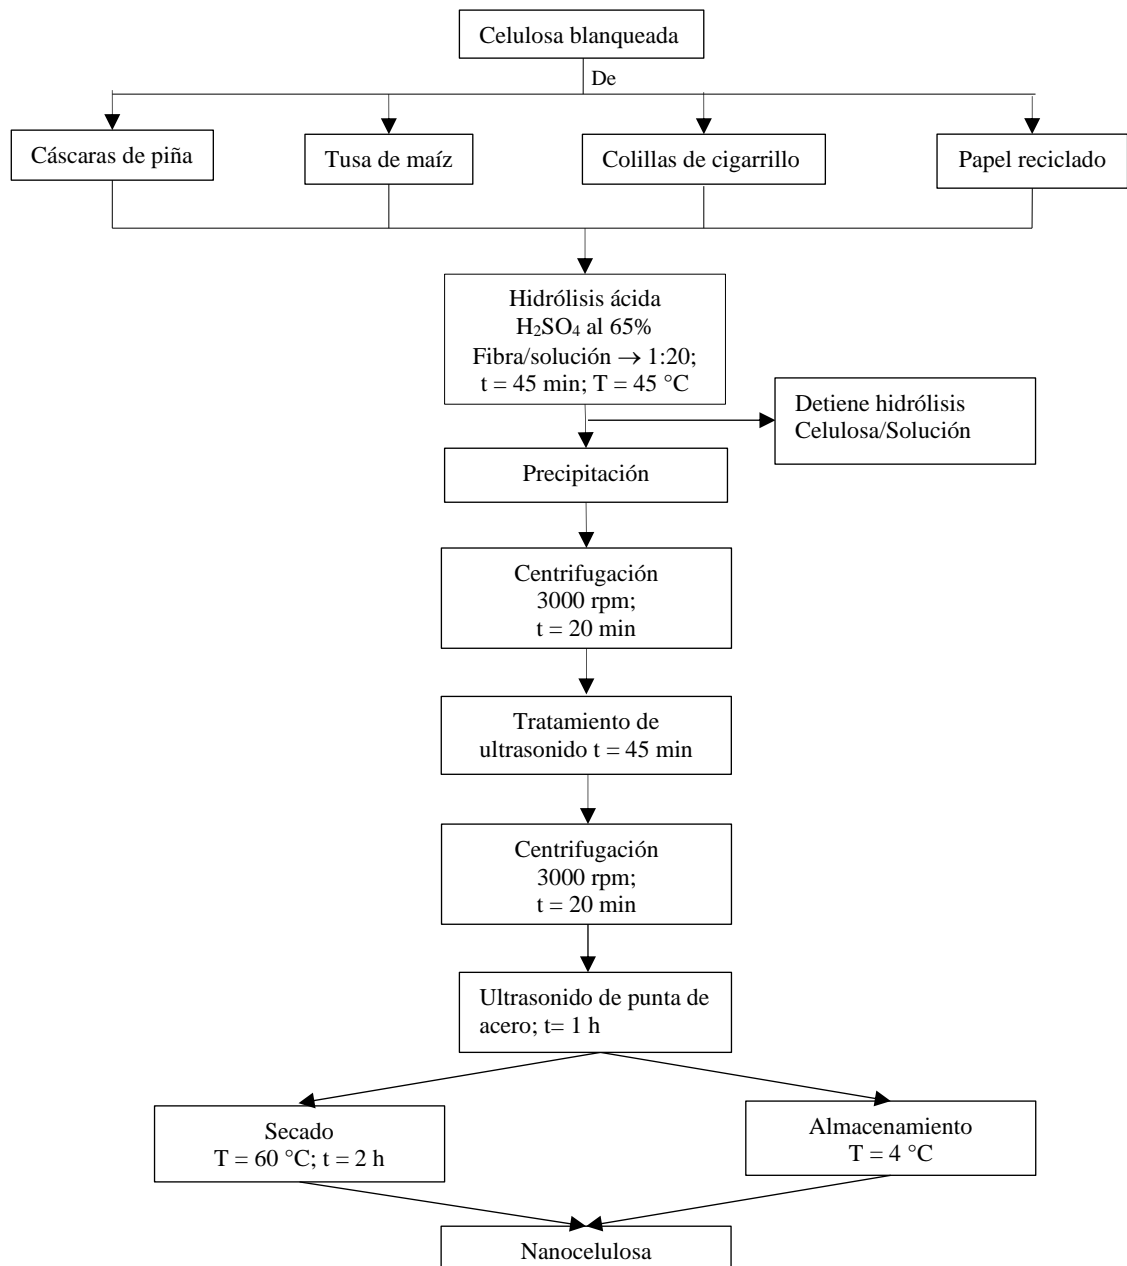 Celulosa blanqueada
De
Cáscaras de piña
Tusa de maíz
Colillas de cigarrillo
Papel reciclado
Hidrólisis ácida
H₂SO₄ al 65%
Fibra/solución → 1:20;
t = 45 min; T = 45 °C
Detiene hidrólisis
Celulosa/Solución
Precipitación
Centrifugación
3000 rpm;
t = 20 min
Tratamiento de
ultrasonido t = 45 min
Centrifugación
3000 rpm;
t = 20 min
Ultrasonido de punta de
acero; t= 1 h
Secado
T = 60 °C; t = 2 h
Almacenamiento
T = 4 °C
Nanocelulosa